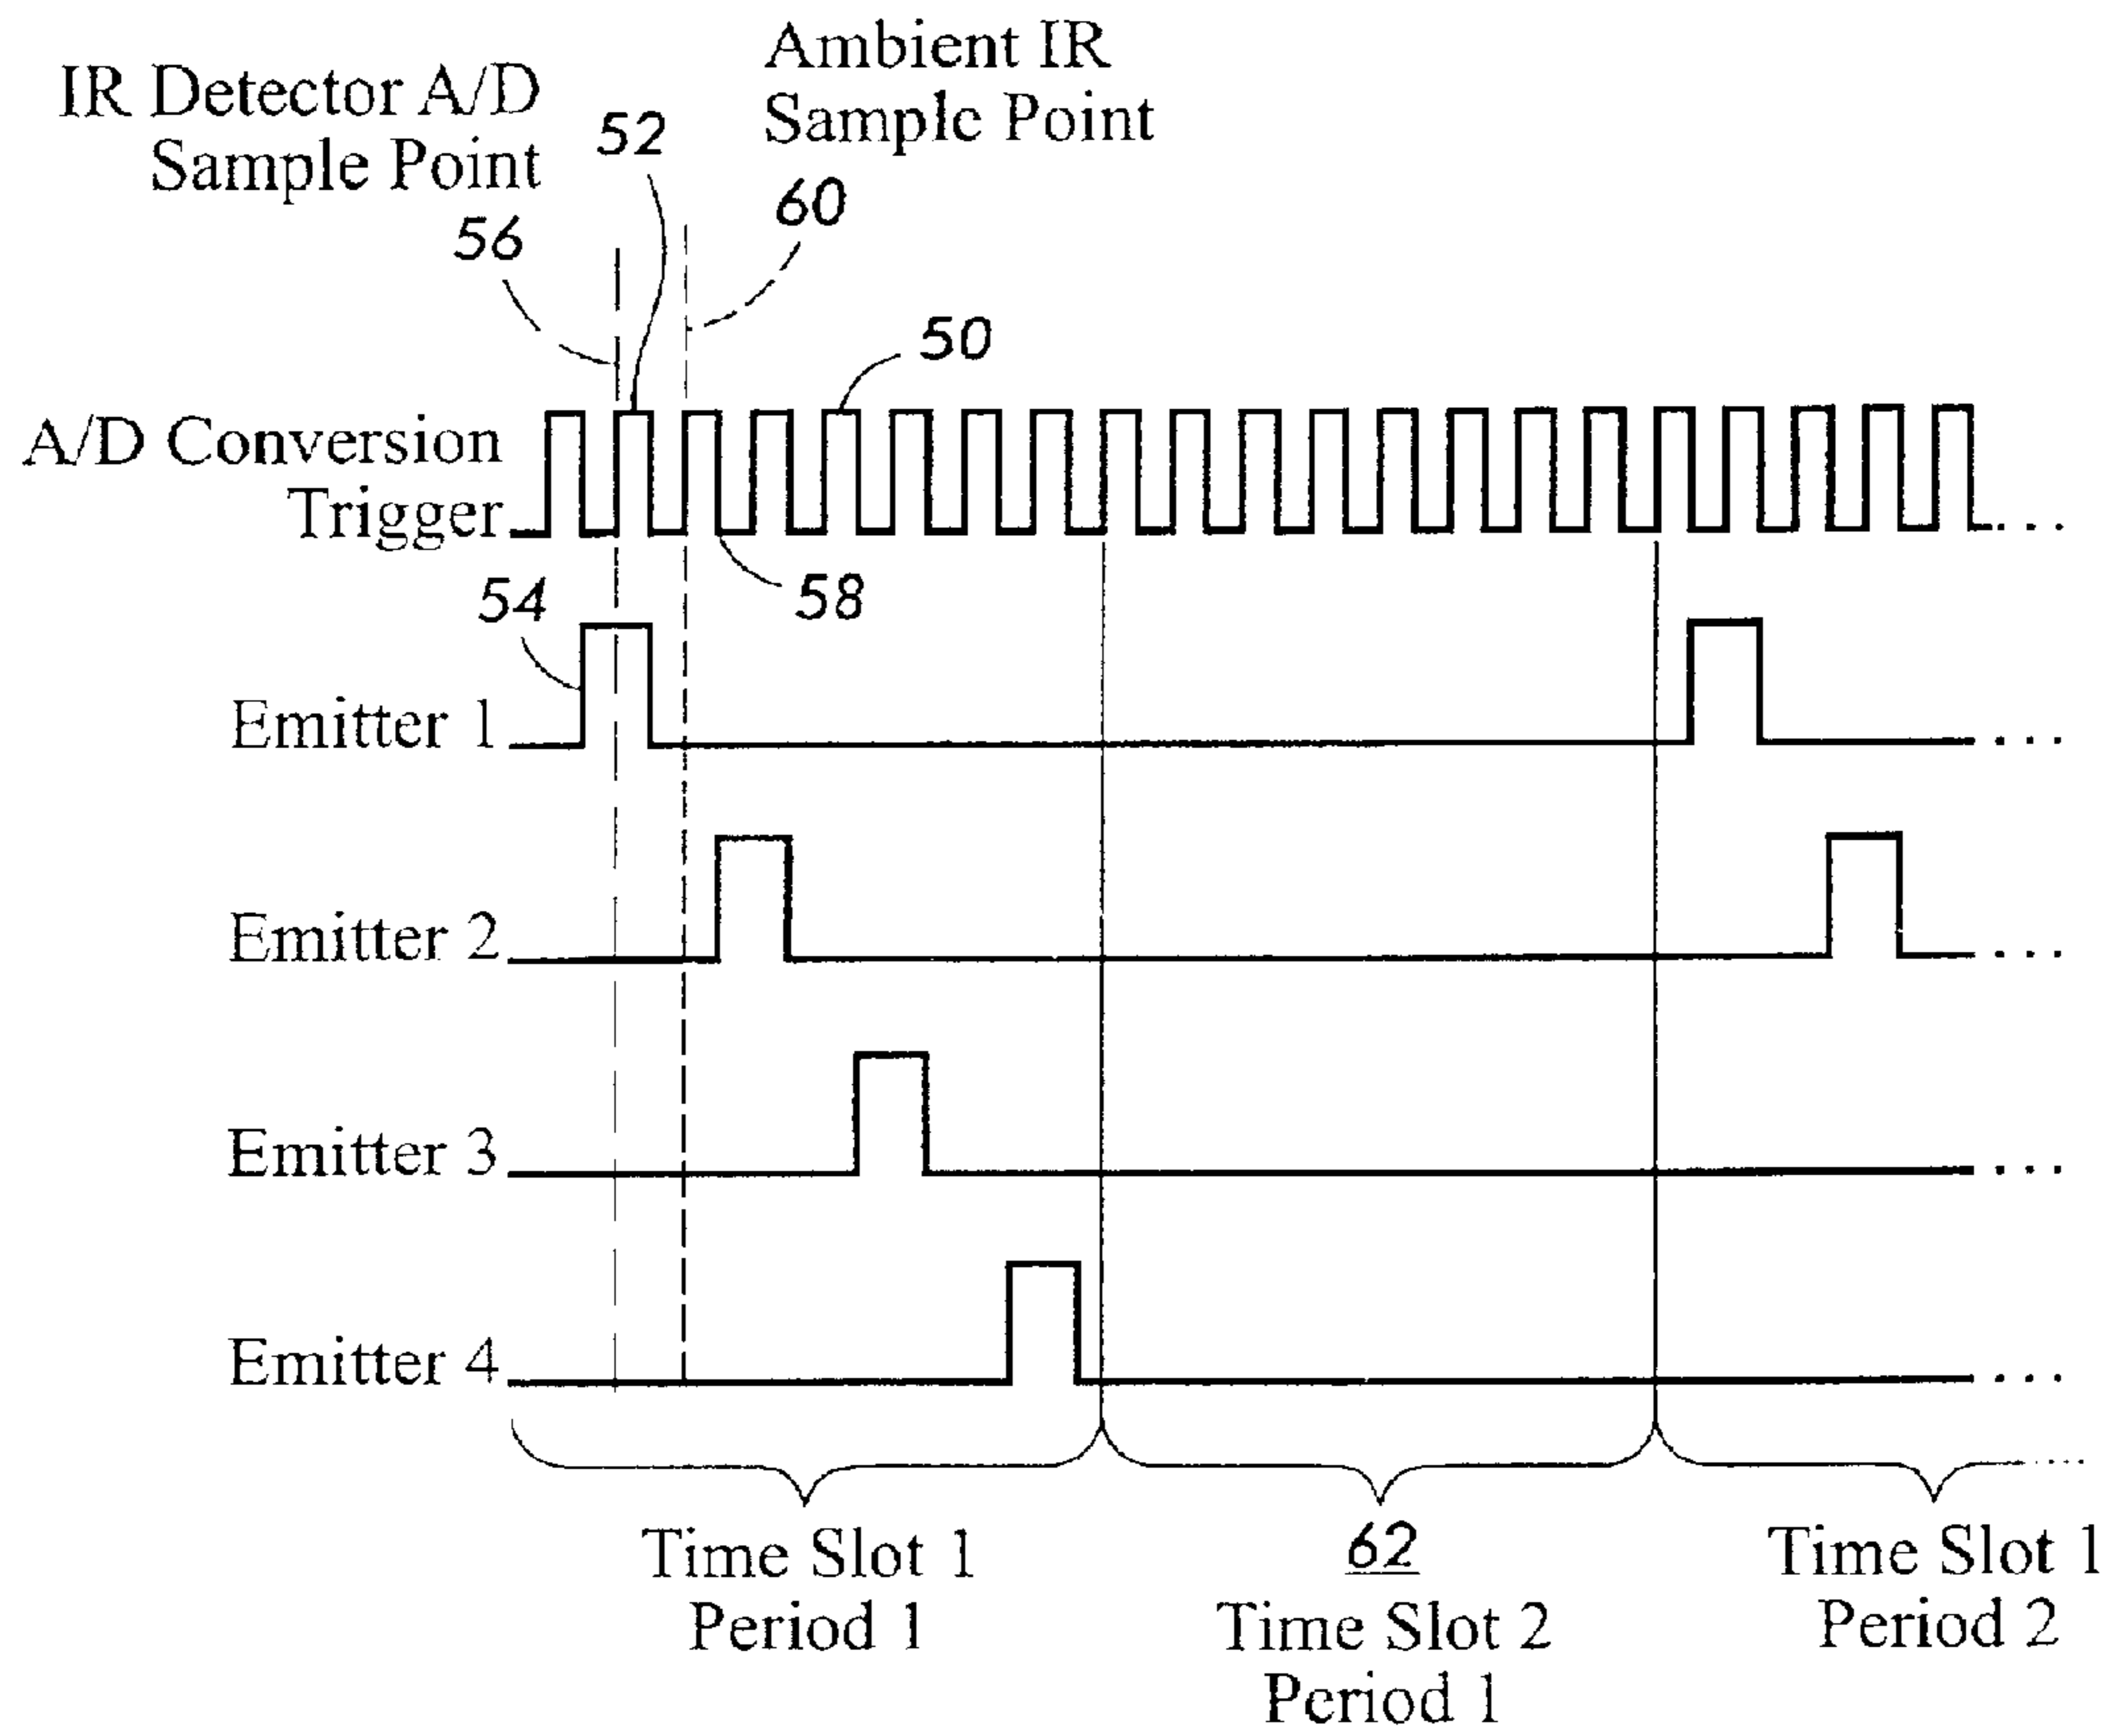 Ambient IR
Sample Point
IR Detector A/D
Sample Point
52
60
56
50
A/D Conversion
Trigger
...
58
54
Emitter 1
...
Emitter 2
...
Emitter 3
...
Emitter 4
...
Time Slot 1
Period 1
62
Time Slot 2
Period 1
Time Slot 1
Period 2